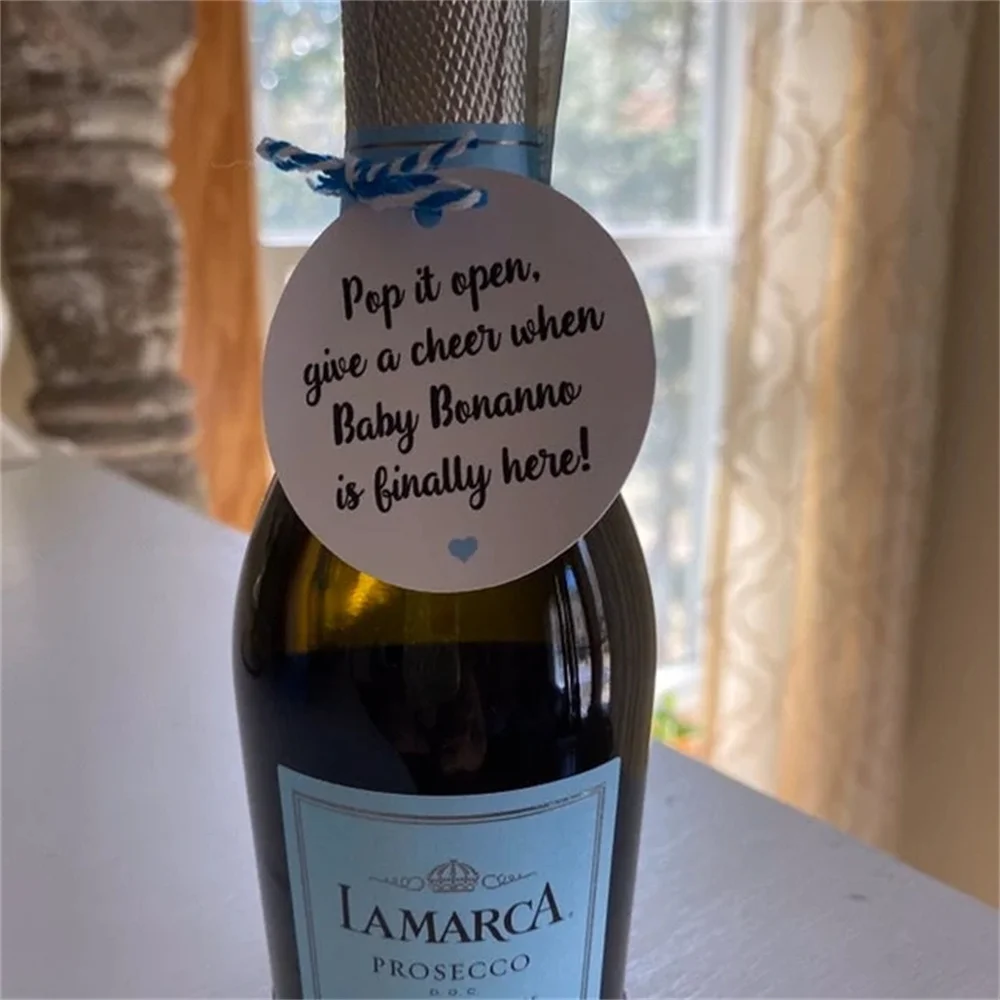 Pop it open,
give a cheer when
Baby Bonanno
is finally here!
LAMARCA
PROSECCO
D.O.C.